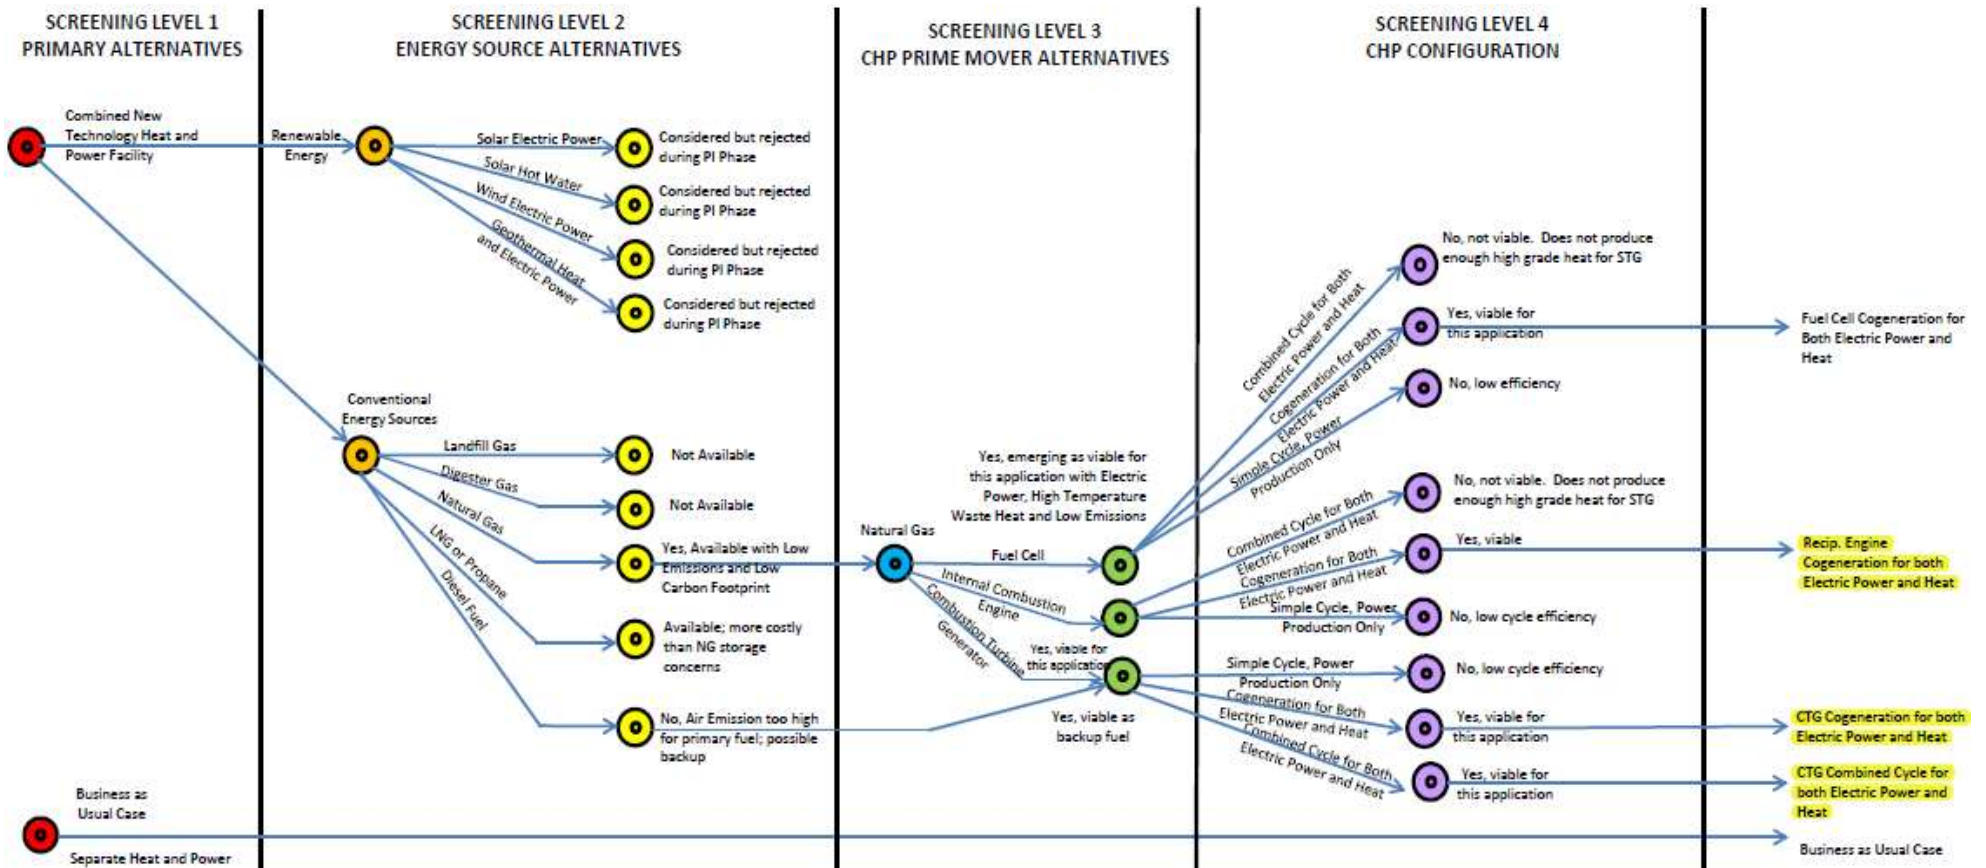 SCREENING LEVEL 1
PRIMARY ALTERNATIVES
SCREENING LEVEL 2
ENERGY SOURCE ALTERNATIVES
SCREENING LEVEL 3
CHP PRIME MOVER ALTERNATIVES
SCREENING LEVEL 4
CHP CONFIGURATION
Combined New
Technology Heat and
Power Facility
Renewable
Energy
Solar Electric Power
Considered but rejected
during PI Phase
Solar Hot Water
Considered but rejected
during PI Phase
Wind Electric Power
Considered but rejected
during PI Phase
Geothermal Heat
and Electric Power
Considered but rejected
during PI Phase
Conventional
Energy Sources
Landfill Gas
Not Available
Digester Gas
Not Available
Natural Gas
Yes, Available with Low
Emissions and Low
Carbon Footprint
LNG or Propane
Available; more costly
than NG storage
concerns
Diesel Fuel
No, Air Emission too high
for primary fuel; possible
backup
Natural Gas
Yes, emerging as viable for
this application with Electric
Power, High Temperature
Waste Heat and Low Emissions
Fuel Cell
Internal Combustion
Engine
Combustion Turbine
Generator
Yes, viable for
this application
Yes, viable as
backup fuel
Combined Cycle for Both
Electric Power and Heat
No, not viable. Does not produce
enough high grade heat for STG
Cogeneration for Both
Electric Power and Heat
Yes, viable for
this application
Fuel Cell Cogeneration for
Both Electric Power and
Heat
Simple Cycle, Power
Production Only
No, low efficiency
Combined Cycle for Both
Electric Power and Heat
No, not viable. Does not produce
enough high grade heat for STG
Cogeneration for Both
Electric Power and Heat
Yes, viable
Recip. Engine
Cogeneration for both
Electric Power and Heat
Simple Cycle, Power
Production Only
No, low cycle efficiency
Simple Cycle, Power
Production Only
No, low cycle efficiency
Cogeneration for Both
Electric Power and Heat
Yes, viable for
this application
CTG Cogeneration for both
Electric Power and Heat
Combined Cycle for Both
Electric Power and Heat
Yes, viable for
this application
CTG Combined Cycle for
both Electric Power and
Heat
Business as
Usual Case
Separate Heat and Power
Business as Usual Case